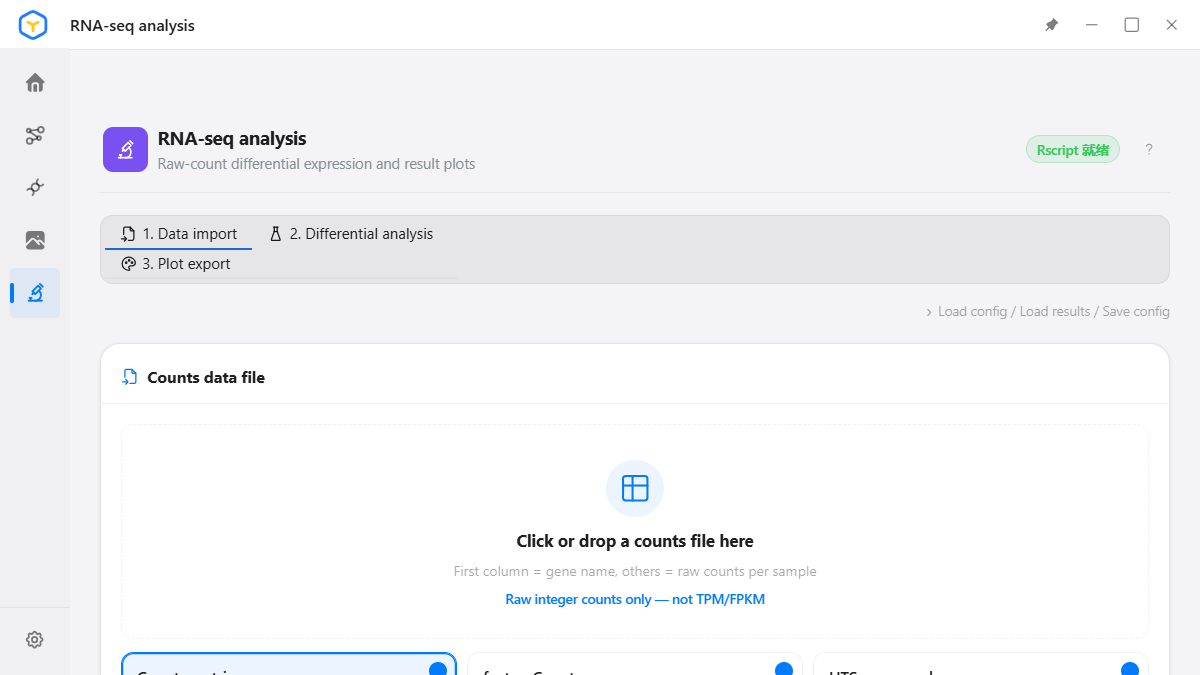 RNA-seq analysis
RNA-seq analysis
Raw-count differential expression and result plots
Rscript 就绪
?
1. Data import
2. Differential analysis
3. Plot export
› Load config / Load results / Save config
Counts data file
Click or drop a counts file here
First column = gene name, others = raw counts per sample
Raw integer counts only — not TPM/FPKM